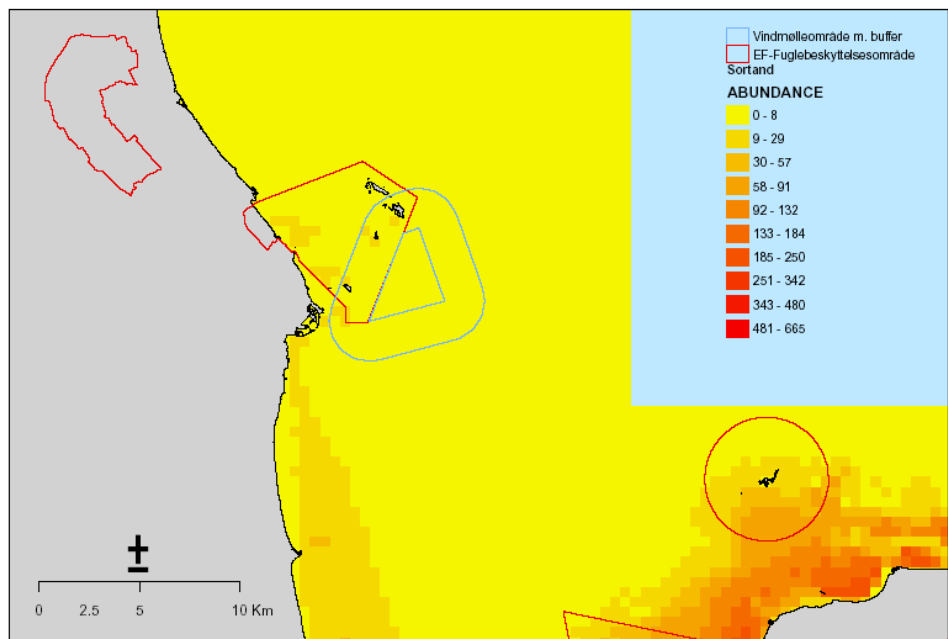 Vindmølleområde m. buffer
EF-Fuglebeskyttelsesområde
Sortand
ABUNDANCE
0 - 8
9 - 29
30 - 57
58 - 91
92 - 132
133 - 184
185 - 250
251 - 342
343 - 480
481 - 665
0 2.5 5 10 Km